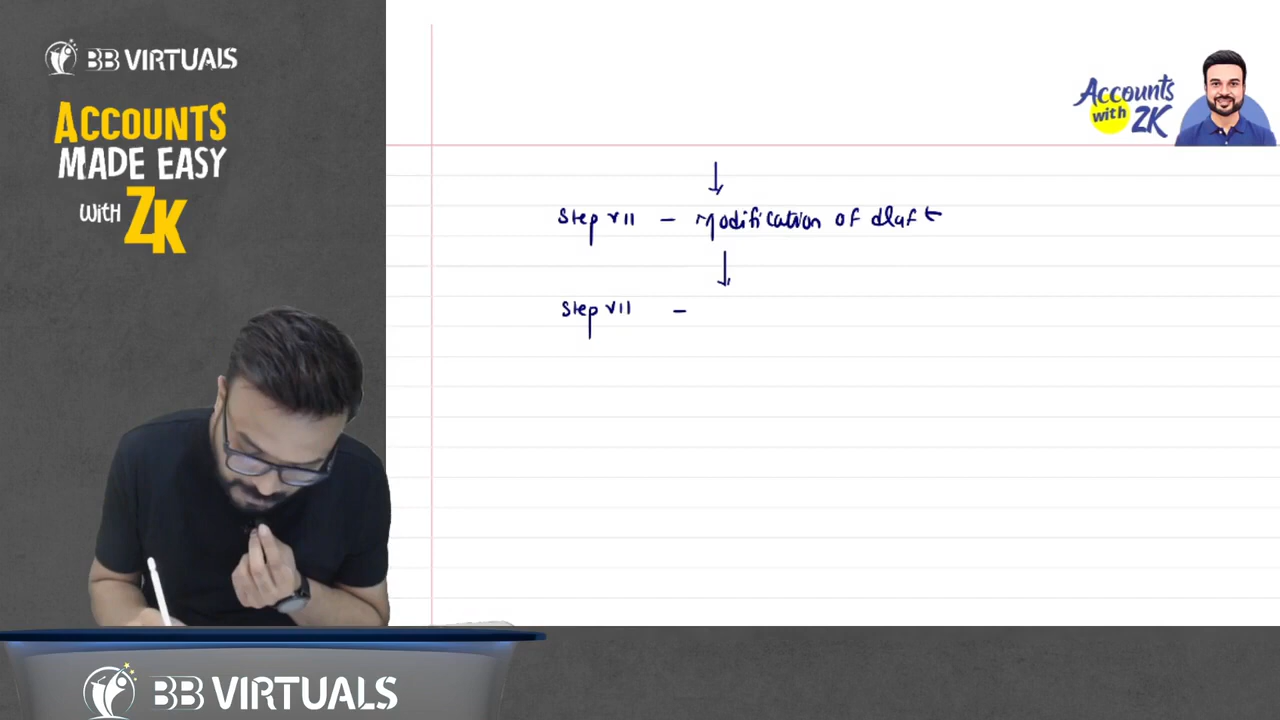 BB VIRTUALS
ACCOUNTS
MADE EASY
with ZK
Accounts
with ZK
↓
Step VII - Modification of draft
↓
Step VII -
BB VIRTUALS